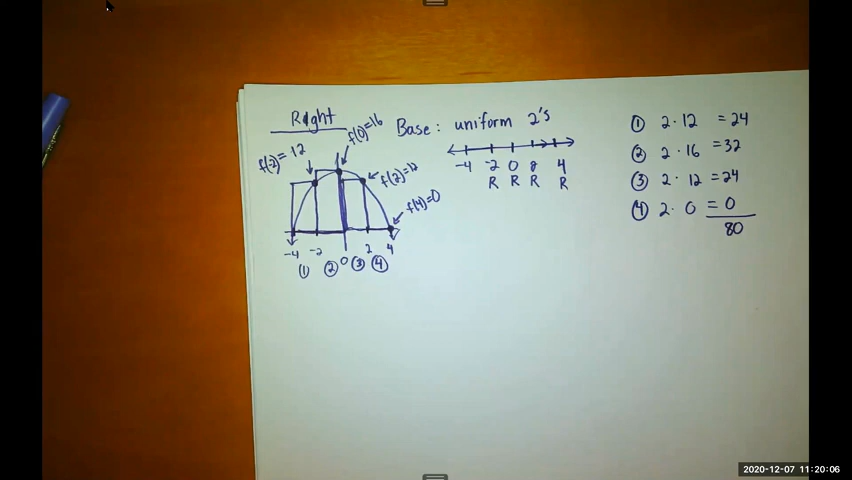 Right
Base: uniform 2's
f(-2)=12
f(0)=16
f(2)=12
f(4)=0
-4 -2 0 2 4
① ② ③ ④
-4 -2 0 2 4
R R R R
① 2·12 =24
② 2·16 =32
③ 2·12 =24
④ 2·0 =0
80
2020-12-07 11:20:06